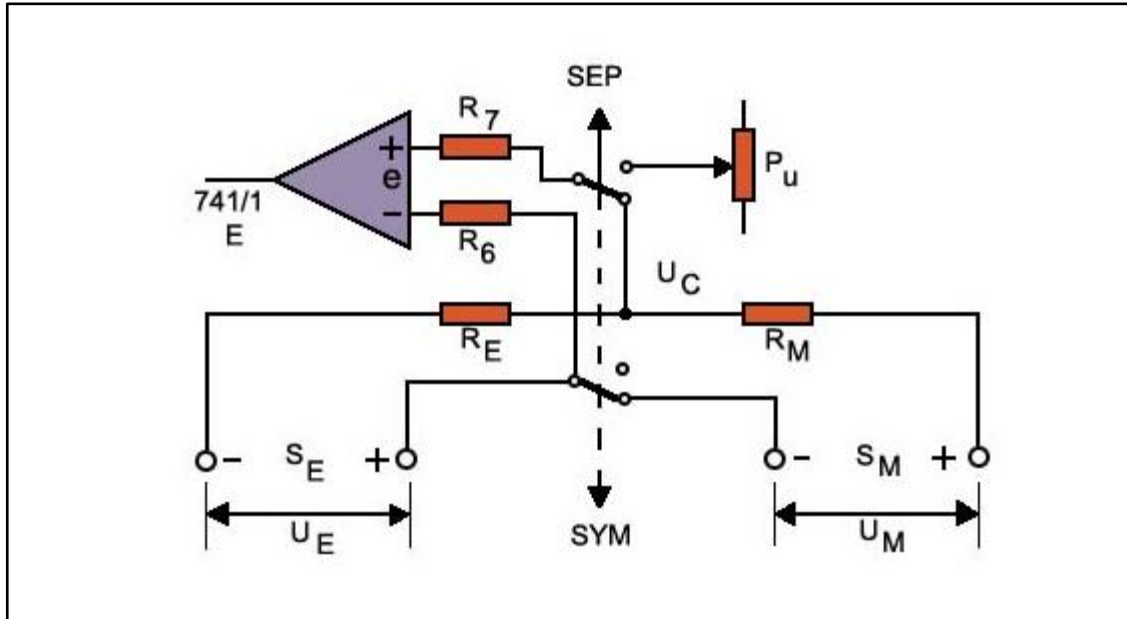 SEP
R7
+
e
−
Pu
741/1
E
R6
UC
RE
RM
− SE +
− SM +
UE
SYM
UM